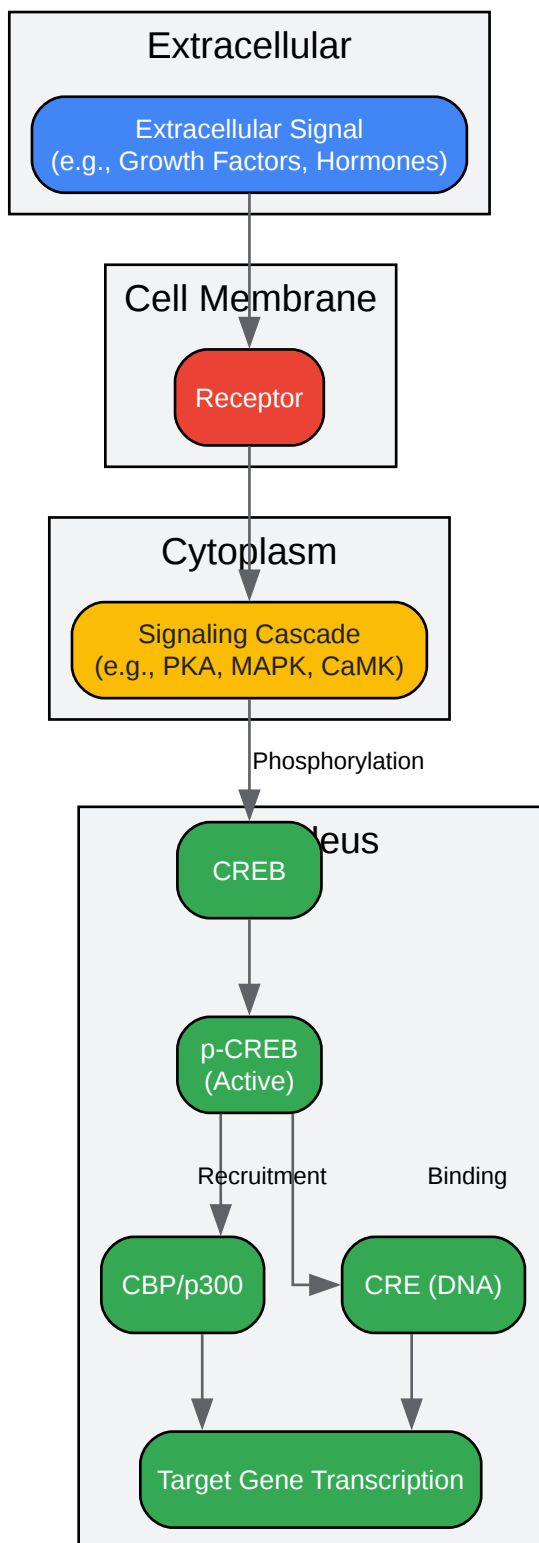 Extracellular
Extracellular Signal
(e.g., Growth Factors, Hormones)
Cell Membrane
Receptor
Cytoplasm
Signaling Cascade
(e.g., PKA, MAPK, CaMK)
Phosphorylation
CREB
p-CREB
(Active)
Recruitment
Binding
CBP/p300
CRE (DNA)
Target Gene Transcription